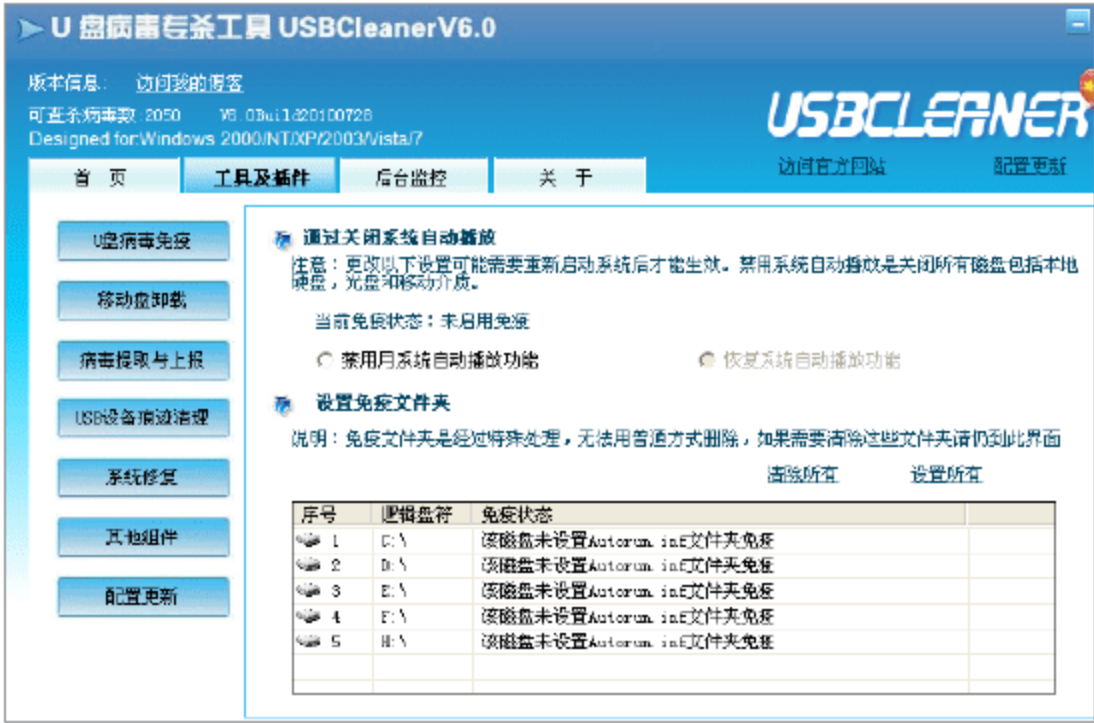 U 盘病毒专杀工具 USBCleanerV6.0
版本信息: 访问我的博客
可查杀病毒数:2050 V6.0Build20100728
Designed for:Windows 2000/NT/XP/2003/Vista/7
USBCLEANER
访问官方网站 配置更新
首 页 工具及插件 后台监控 关 于
U盘病毒免疫
移动盘卸载
病毒提取与上报
USB设备痕迹清理
系统修复
其他组件
配置更新
通过关闭系统自动播放
注意：更改以下设置可能需要重新启动系统后才能生效。禁用系统自动播放是关闭所有磁盘包括本地
硬盘，光盘和移动介质。
当前免疫状态：未启用免疫
禁用月系统自动播放功能 恢复系统自动播放功能
设置免疫文件夹
说明：免疫文件夹是经过特殊处理，无法用普通方式删除，如果需要清除这些文件夹请仍到此界面
清除所有 设置所有
序号 逻辑盘符 免疫状态
1 C:\ 该磁盘未设置Autorun.inf文件夹免疫
2 D:\ 该磁盘未设置Autorun.inf文件夹免疫
3 E:\ 该磁盘未设置Autorun.inf文件夹免疫
4 F:\ 该磁盘未设置Autorun.inf文件夹免疫
5 H:\ 该磁盘未设置Autorun.inf文件夹免疫